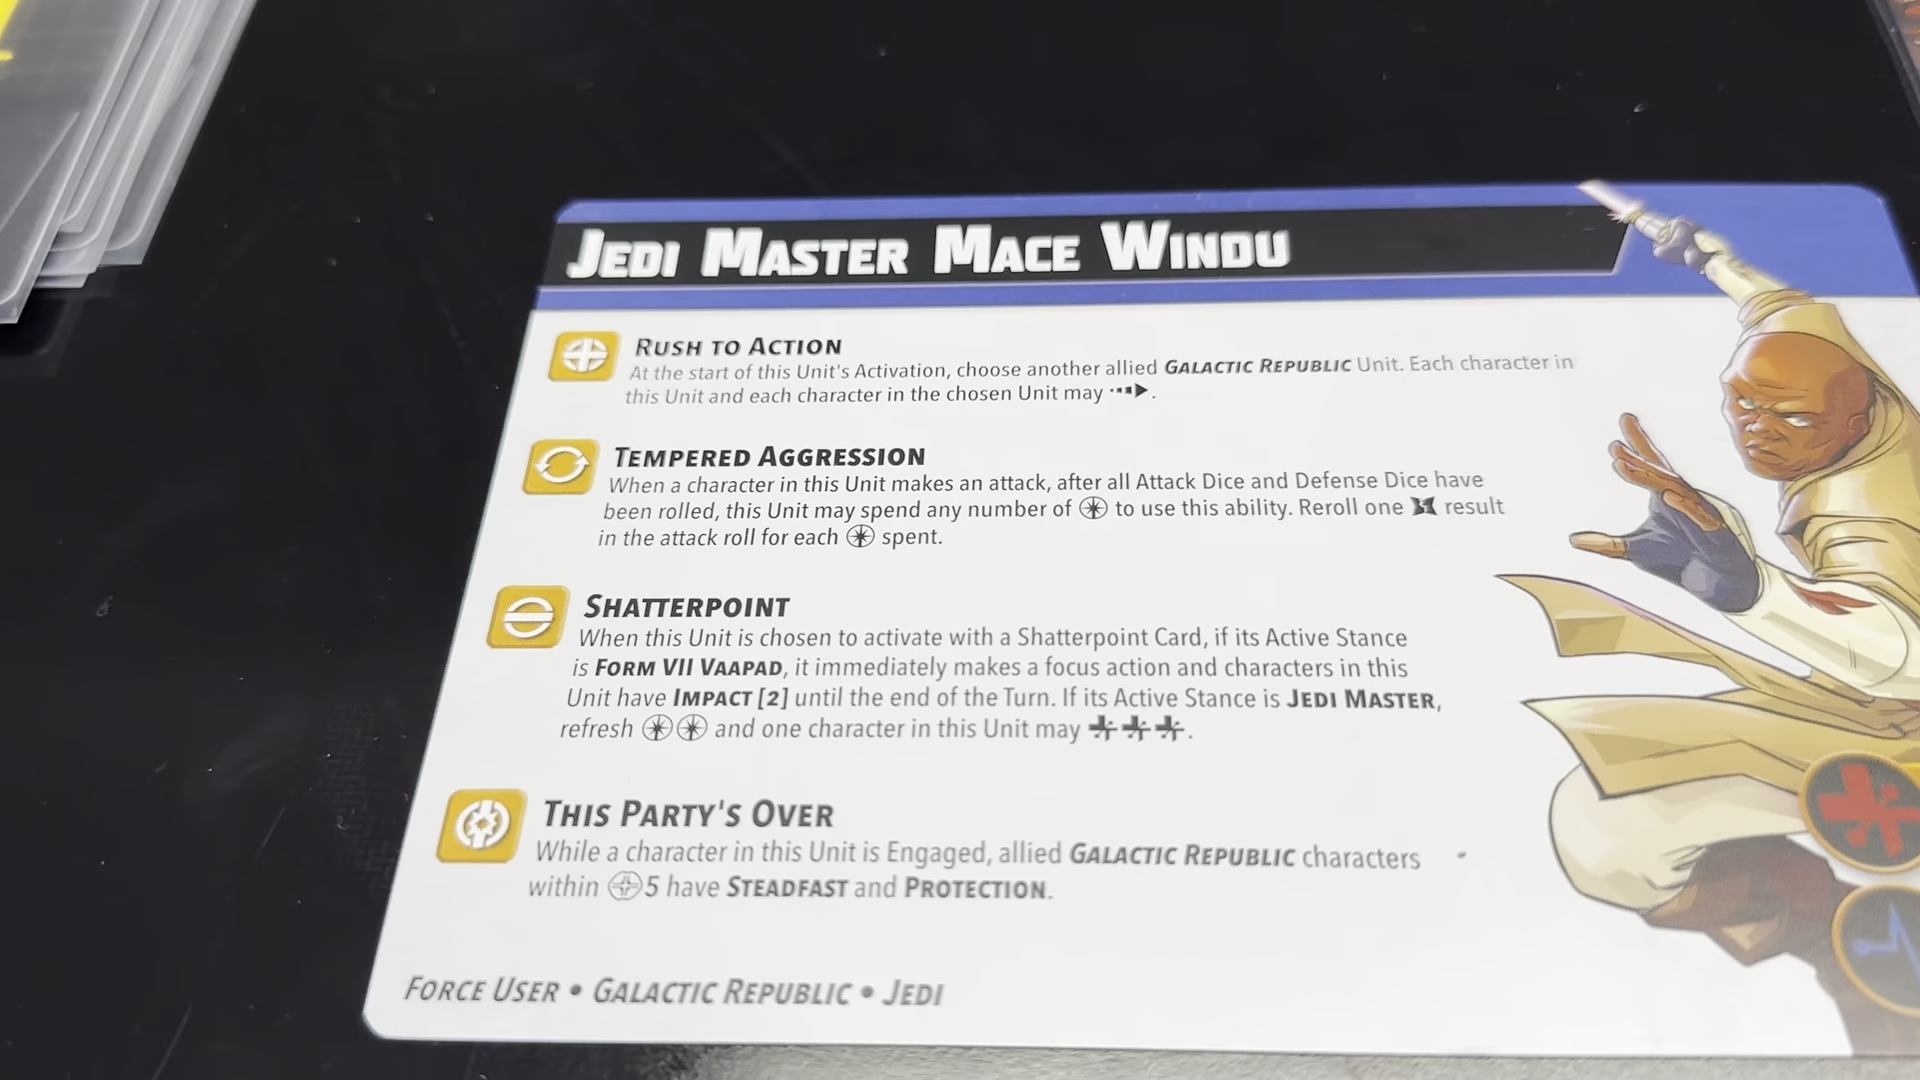 JEDI MASTER MACE WINDU
RUSH TO ACTION
At the start of this Unit's Activation, choose another allied GALACTIC REPUBLIC Unit. Each character in
this Unit and each character in the chosen Unit may .
TEMPERED AGGRESSION
When a character in this Unit makes an attack, after all Attack Dice and Defense Dice have
been rolled, this Unit may spend any number of to use this ability. Reroll one result
in the attack roll for each spent.
SHATTERPOINT
When this Unit is chosen to activate with a Shatterpoint Card, if its Active Stance
is FORM VII VAAPAD, it immediately makes a focus action and characters in this
Unit have IMPACT [2] until the end of the Turn. If its Active Stance is JEDI MASTER,
refresh and one character in this Unit may .
THIS PARTY'S OVER
While a character in this Unit is Engaged, allied GALACTIC REPUBLIC characters
within 5 have STEADFAST and PROTECTION.
FORCE USER • GALACTIC REPUBLIC • JEDI